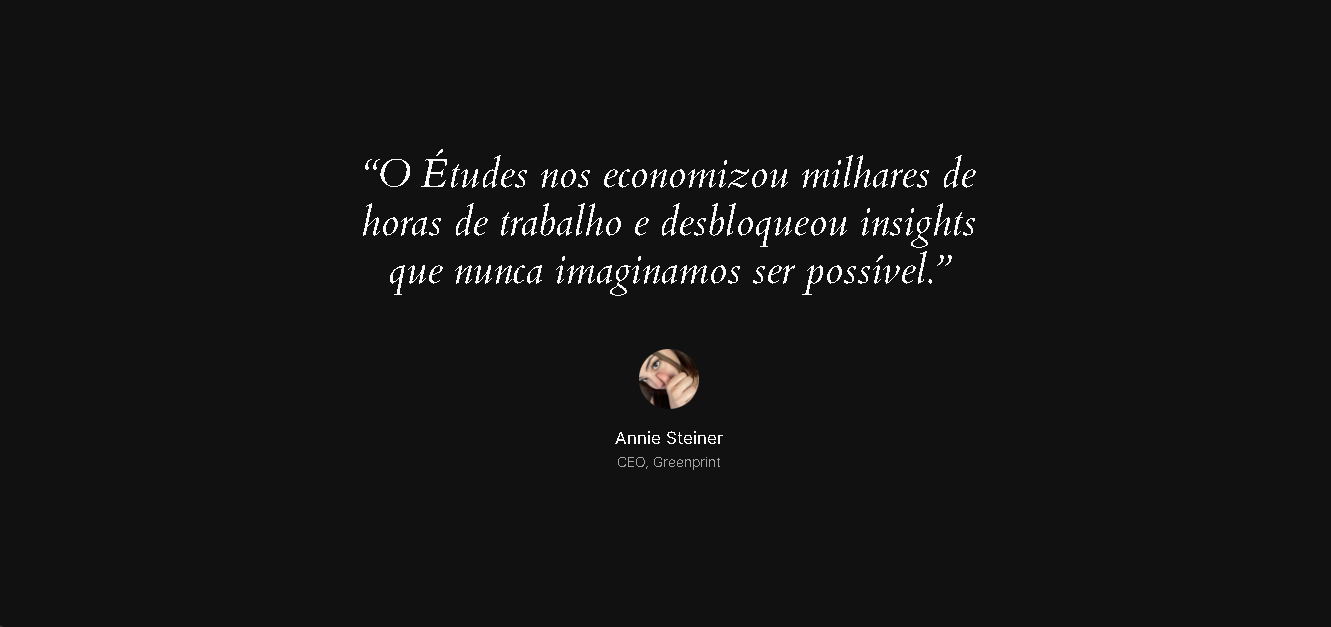 “O Études nos economizou milhares de
horas de trabalho e desbloqueou insights
que nunca imaginamos ser possível.”
Annie Steiner
CEO, Greenprint